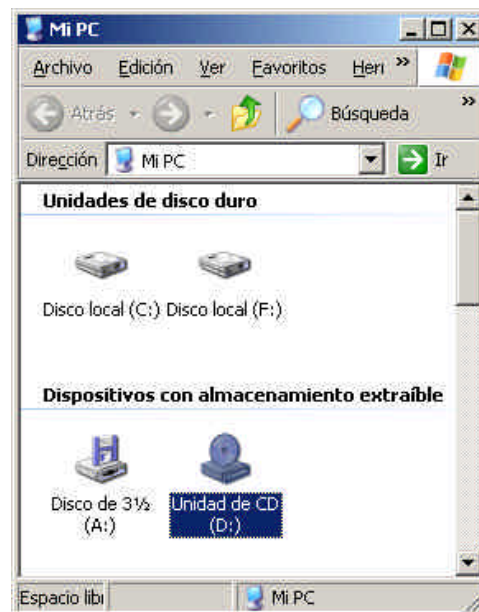 Mi PC
Archivo Edición Ver Favoritos Herr »
Atrás Búsqueda »
Dirección Mi PC Ir
Unidades de disco duro
Disco local (C:) Disco local (F:)
Dispositivos con almacenamiento extraíble
Disco de 3½ (A:)
Unidad de CD (D:)
Espacio libr Mi PC